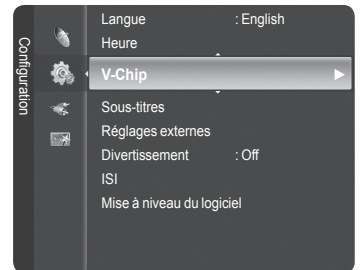 Configuration
Langue : English
Heure
V-Chip
Sous-titres
Réglages externes
Divertissement : Off
ISI
Mise à niveau du logiciel